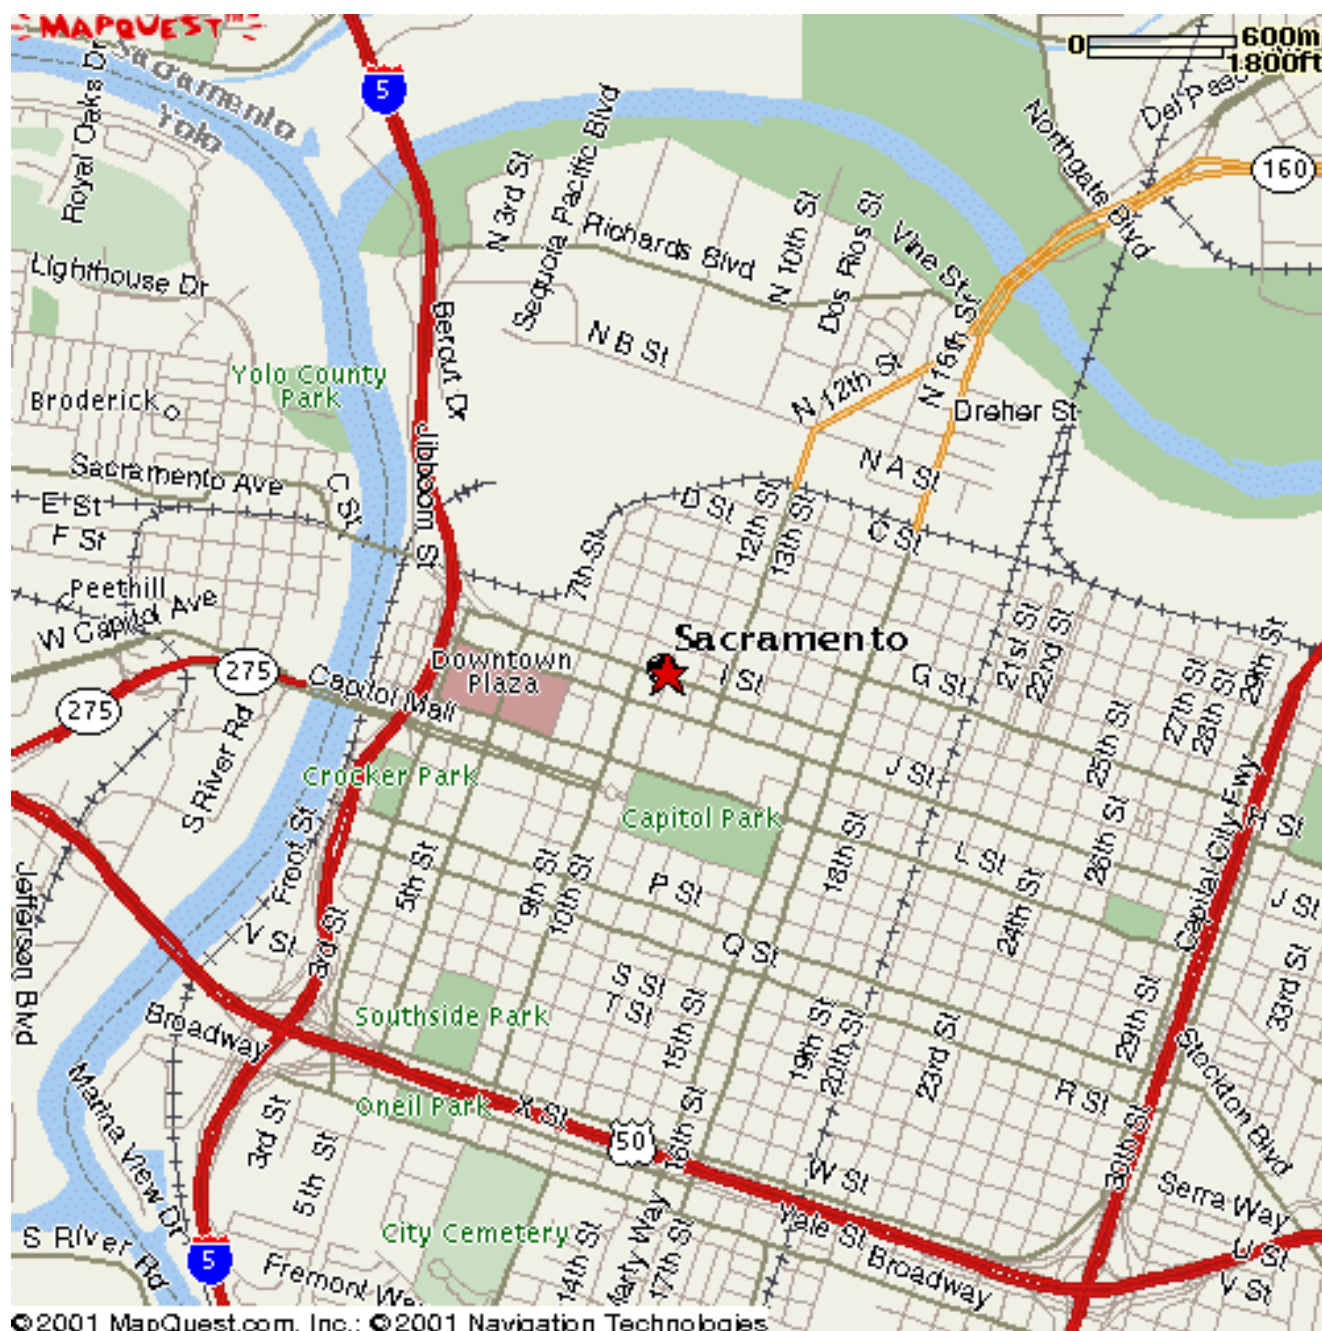 MAPQUEST™
0 600m
1800ft
Sacramento
Yolo
Royal Oaks Dr
5
Northgate Blvd
160
N 3rd St
Sequoia Pacific Blvd
Richards Blvd
N 10th St
Dos Rios St
Vine St
Lighthouse Dr
Bercut Dr
N B St
N 16th St
N 12th St
Dreher St
Yolo County
Park
Broderick
Jibboom St
N A St
Sacramento Ave
C St
E St
F St
D St
12th St
13th St
C St
7th St
Peethill
W Capitol Ave
Sacramento
21st St
22nd St
29th St
275
Downtown
Plaza
I St
G St
27th St
28th St
275
Capitol Mall
S River Rd
25th St
Crocker Park
J St
Capitol Park
Capital City Fwy
H St
Front St
18th St
26th St
L St
Jefferson Blvd
5th St
9th St
10th St
P St
24th St
J St
V St
3rd St
Q St
33rd St
S St
T St
Southside Park
15th St
19th St
20th St
23rd St
29th St
Broadway
Stockton Blvd
Marina View Dr
Oneil Park
X St
R St
3rd St
50
16th St
30th St
5th St
W St
Serra Way
City Cemetery
Yale St
Broadway
U St
V St
S River Rd
5
Fremont Way
14th St
Marty Way
17th St
©2001 MapQuest.com, Inc.; ©2001 Navigation Technologies